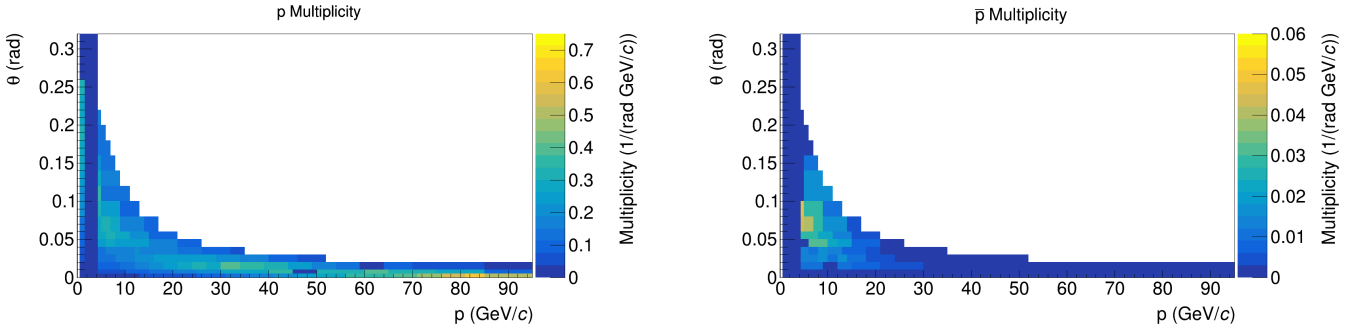 p Multiplicity
θ (rad)
0.3
0.25
0.2
0.15
0.1
0.05
0
0 10 20 30 40 50 60 70 80 90
p (GeV/c)
0.7
0.6
0.5
0.4
0.3
0.2
0.1
0
Multiplicity (1/(rad GeV/c))
p̅ Multiplicity
θ (rad)
0.3
0.25
0.2
0.15
0.1
0.05
0
0 10 20 30 40 50 60 70 80 90
p (GeV/c)
0.06
0.05
0.04
0.03
0.02
0.01
0
Multiplicity (1/(rad GeV/c))